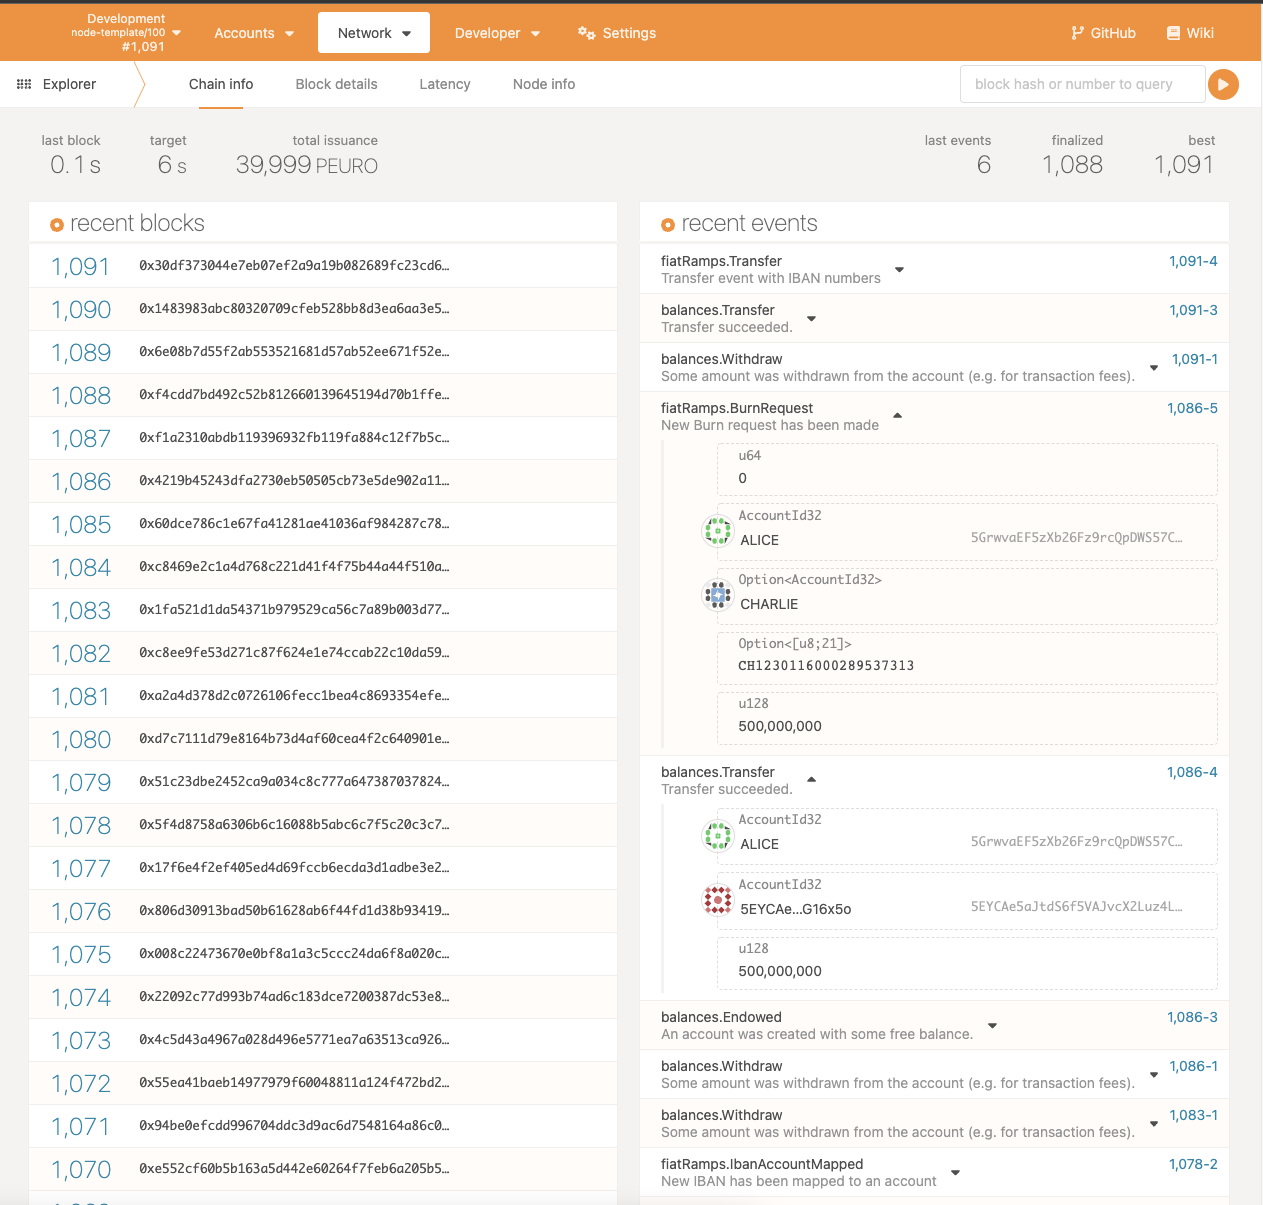 Development
node-template/100
#1,091
Accounts
Network
Developer
Settings
GitHub
Wiki
Explorer
Chain info
Block details
Latency
Node info
block hash or number to query
last block
0.1 s
target
6 s
total issuance
39,999 PEURO
last events
6
finalized
1,088
best
1,091
recent blocks
1,091 0x30df373044e7eb07ef2a9a19b082689fc23cd6…
1,090 0x1483983abc80320709cfeb528bb8d3ea6aa3e5…
1,089 0x6e08b7d55f2ab553521681d57ab52ee671f52e…
1,088 0xf4cdd7bd492c52b812660139645194d70b1ffe…
1,087 0xf1a2310abdb119396932fb119fa884c12f7b5c…
1,086 0x4219b45243dfa2730eb50505cb73e5de902a11…
1,085 0x60dce786c1e67fa41281ae41036af984287c78…
1,084 0xc8469e2c1a4d768c221d41f4f75b44a44f510a…
1,083 0x1fa521d1da54371b979529ca56c7a89b003d77…
1,082 0xc8ee9fe53d271c87f624e1e74ccab22c10da59…
1,081 0xa2a4d378d2c0726106fecc1bea4c8693354efe…
1,080 0xd7c7111d79e8164b73d4af60cea4f2c640901e…
1,079 0x51c23dbe2452ca9a034c8c777a647387037824…
1,078 0x5f4d8758a6306b6c16088b5abc6c7f5c20c3c7…
1,077 0x17f6e4f2ef405ed4d69fccb6ecda3d1adbe3e2…
1,076 0x806d30913bad50b61628ab6f44fd1d38b93419…
1,075 0x008c22473670e0bf8a1a3c5ccc24da6f8a020c…
1,074 0x22092c77d993b74ad6c183dce7200387dc53e8…
1,073 0x4c5d43a4967a028d496e5771ea7a63513ca926…
1,072 0x55ea41baeb14977979f60048811a124f472bd2…
1,071 0x94be0efcdd996704ddc3d9ac6d7548164a86c0…
1,070 0xe552cf60b5b163a5d442e60264f7feb6a205b5…
recent events
fiatRamps.Transfer 1,091-4
Transfer event with IBAN numbers
balances.Transfer 1,091-3
Transfer succeeded.
balances.Withdraw 1,091-1
Some amount was withdrawn from the account (e.g. for transaction fees).
fiatRamps.BurnRequest 1,086-5
New Burn request has been made
u64
0
AccountId32
ALICE 5GrwvaEF5zXb26Fz9rcQpDWS57C…
Option<AccountId32>
CHARLIE
Option<[u8;21]>
CH1230116000289537313
u128
500,000,000
balances.Transfer 1,086-4
Transfer succeeded.
AccountId32
ALICE 5GrwvaEF5zXb26Fz9rcQpDWS57C…
AccountId32
5EYCAe…G16x5o 5EYCAe5aJtdS6f5VAJvcX2Luz4L…
u128
500,000,000
balances.Endowed 1,086-3
An account was created with some free balance.
balances.Withdraw 1,086-1
Some amount was withdrawn from the account (e.g. for transaction fees).
balances.Withdraw 1,083-1
Some amount was withdrawn from the account (e.g. for transaction fees).
fiatRamps.IbanAccountMapped 1,078-2
New IBAN has been mapped to an account